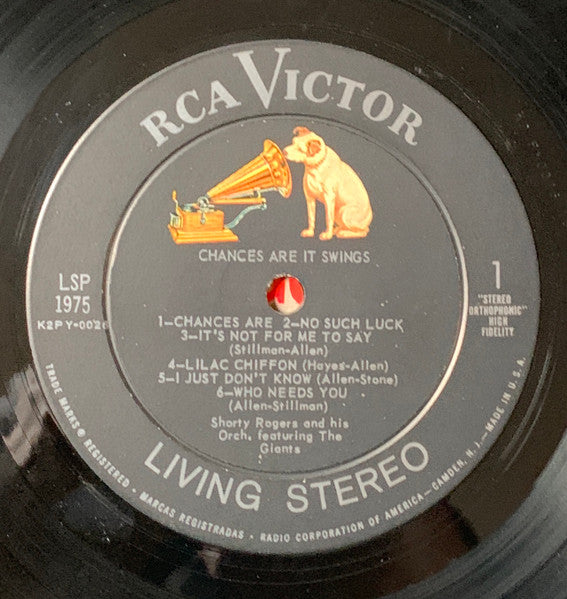 RCA VICTOR
CHANCES ARE IT SWINGS
LSP
1975
K2PY-0026
1
"STEREO
ORTHOPHONIC"
HIGH
FIDELITY
1—CHANCES ARE 2—NO SUCH LUCK
3—IT'S NOT FOR ME TO SAY
(Stillman-Allen)
4—LILAC CHIFFON (Hayes-Allen)
5—I JUST DON'T KNOW (Allen-Stone)
6—WHO NEEDS YOU
(Allen-Stillman)
Shorty Rogers and his
Orch. featuring The
Giants
LIVING STEREO
TRADE MARKS ® REGISTERED • MARCAS REGISTRADAS • RADIO CORPORATION OF AMERICA—CAMDEN, N.J.—MADE IN U.S.A.